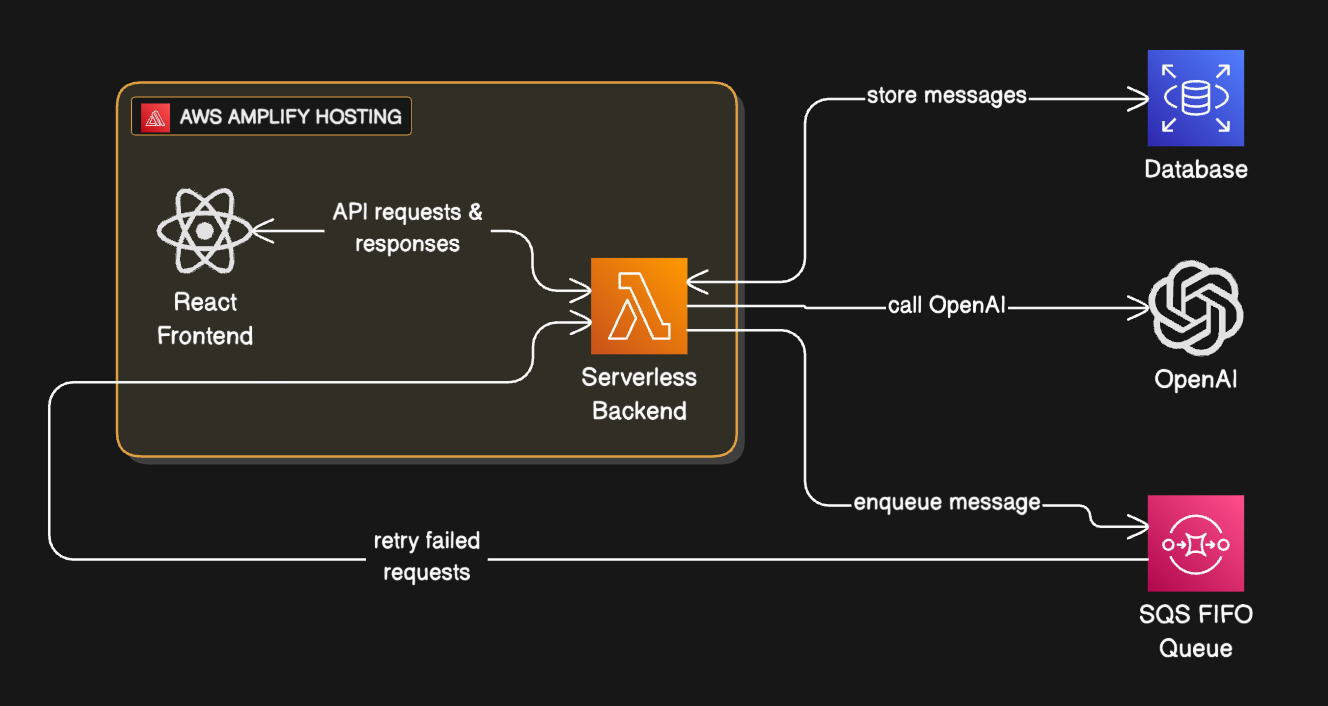 AWS AMPLIFY HOSTING
store messages
Database
API requests &
responses
React
Frontend
call OpenAI
OpenAI
Serverless
Backend
enqueue message
retry failed
requests
SQS FIFO
Queue